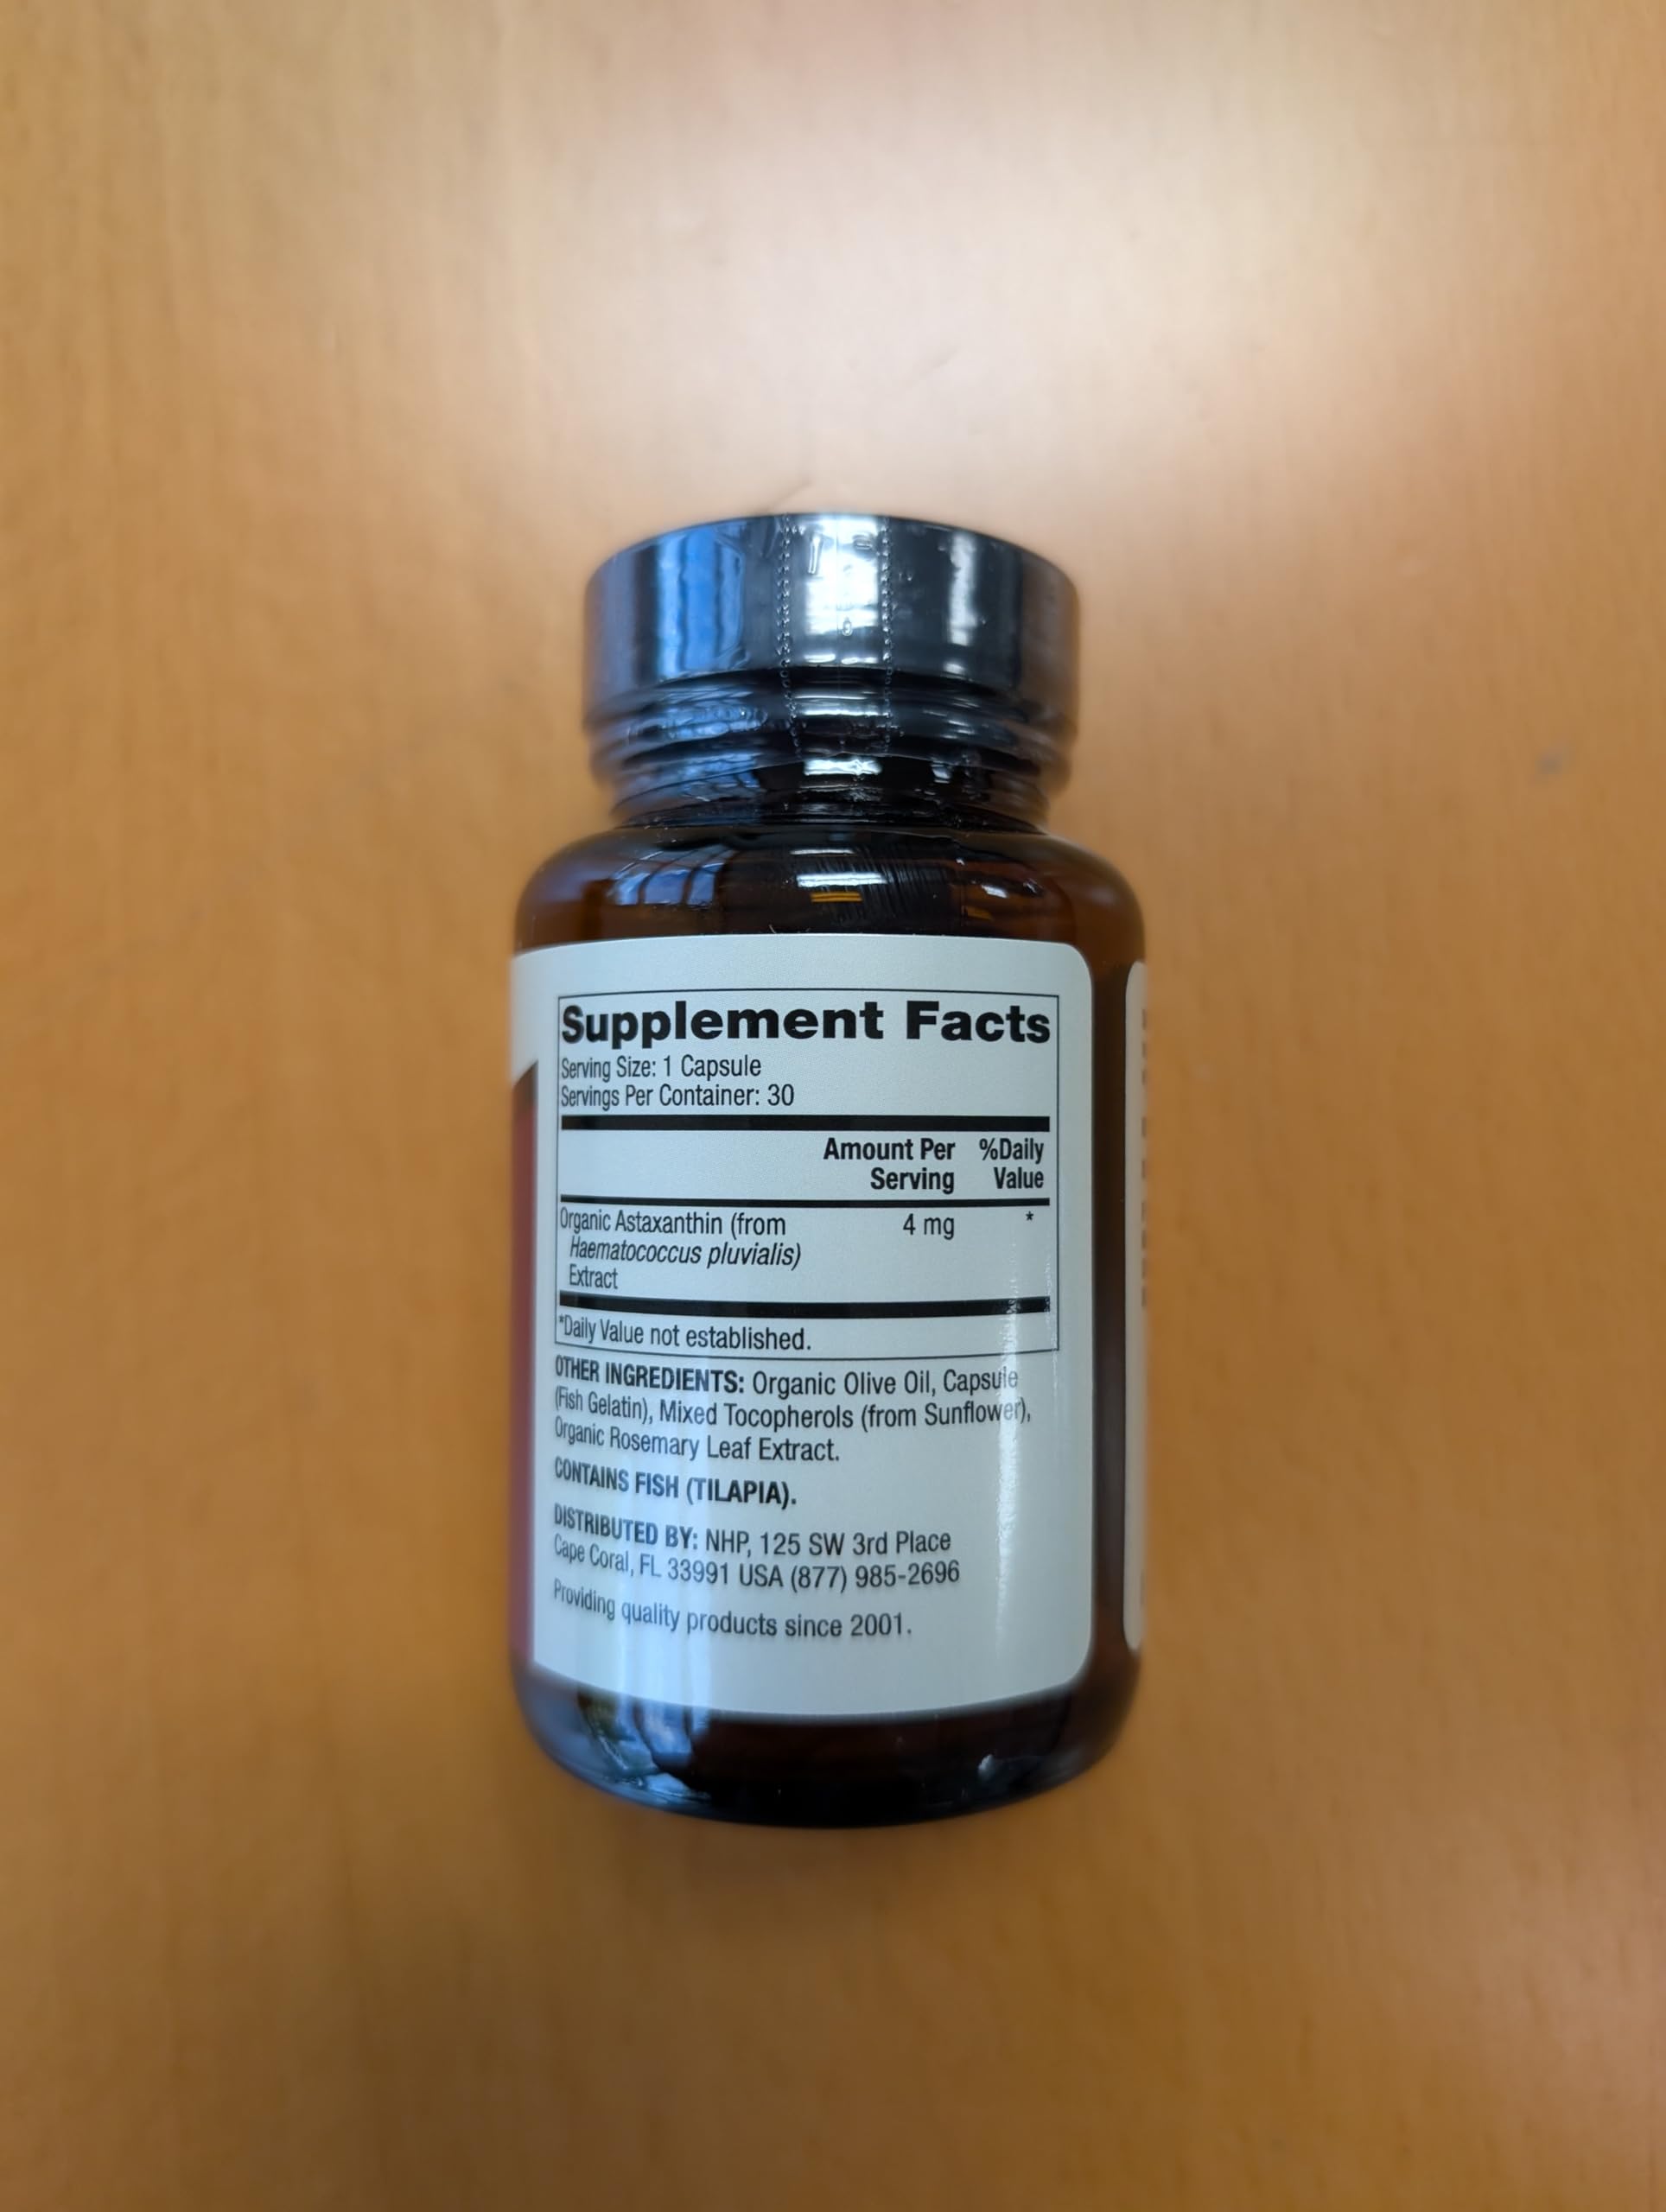 Supplement Facts
Serving Size: 1 Capsule
Servings Per Container: 30
Amount Per %Daily
Serving Value
Organic Astaxanthin (from 4 mg *
Haematococcus pluvialis)
Extract
*Daily Value not established.
OTHER INGREDIENTS: Organic Olive Oil, Capsule
(Fish Gelatin), Mixed Tocopherols (from Sunflower),
Organic Rosemary Leaf Extract.
CONTAINS FISH (TILAPIA).
DISTRIBUTED BY: NHP, 125 SW 3rd Place
Cape Coral, FL 33991 USA (877) 985-2696
Providing quality products since 2001.